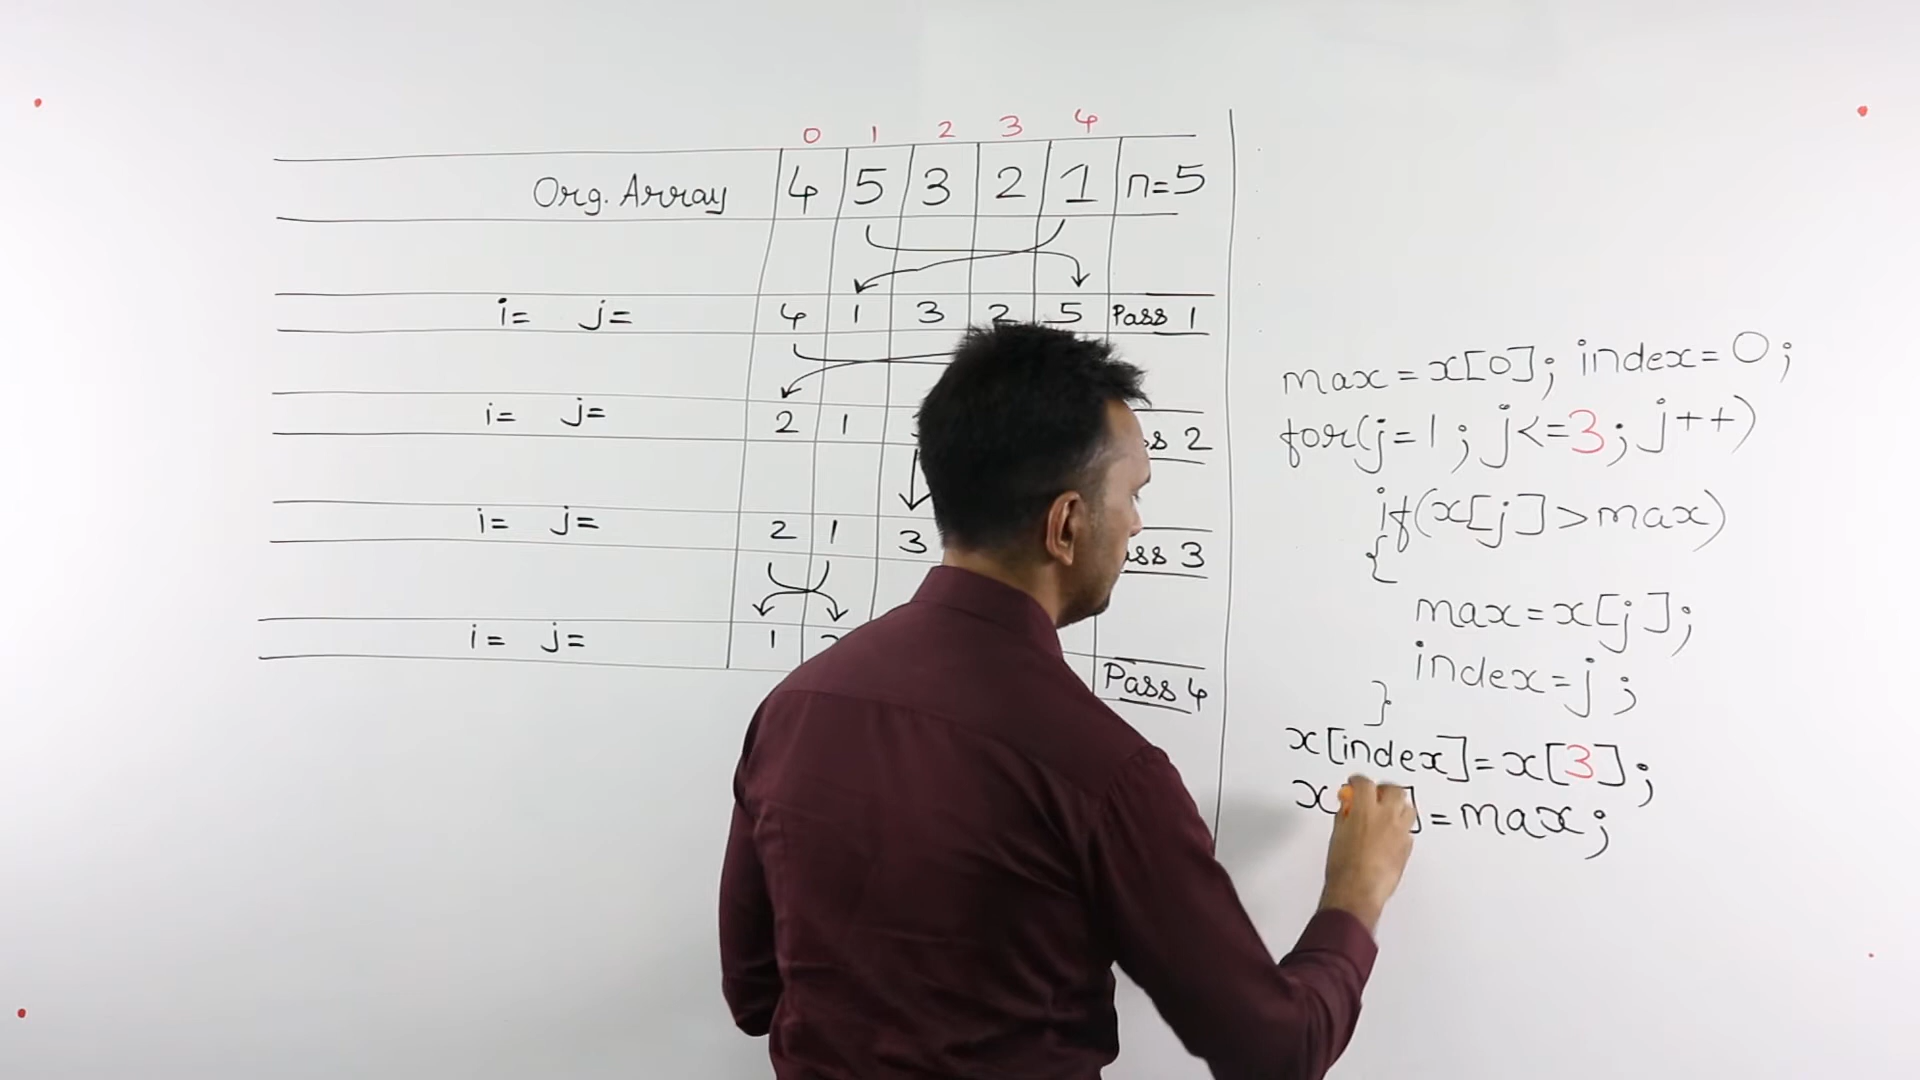 0 1 2 3 4
Org. Array 4 5 3 2 1 n=5
i= j= 4 1 3 2 5 Pass 1
i= j= 2 1 2
i= j= 2 1 3 3
i= j= 1 Pass 4
max=x[0]; index=0;
for(j=1; j<=3; j++)
if(x[j]>max)
{
max=x[j];
index=j;
}
x[index]=x[3];
x ]=max;